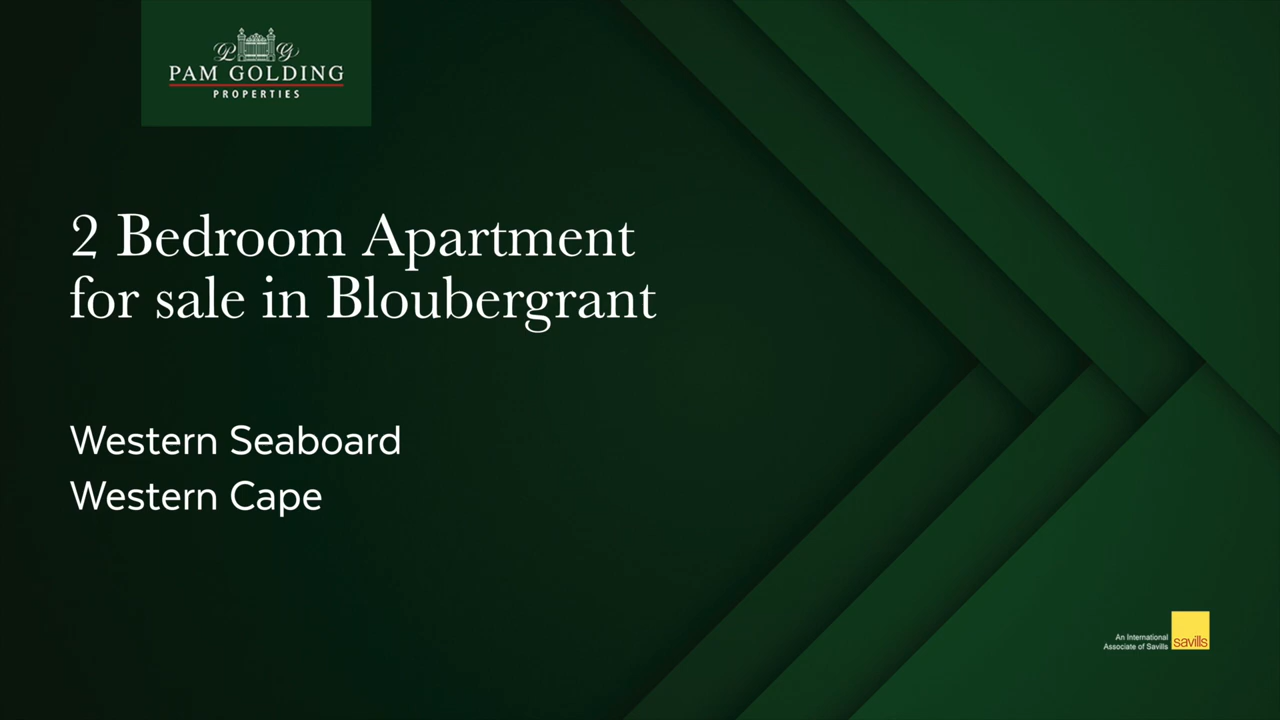 PG
PAM GOLDING
PROPERTIES
2 Bedroom Apartment
for sale in Bloubergrant
Western Seaboard
Western Cape
An International
Associate of Savills
savills